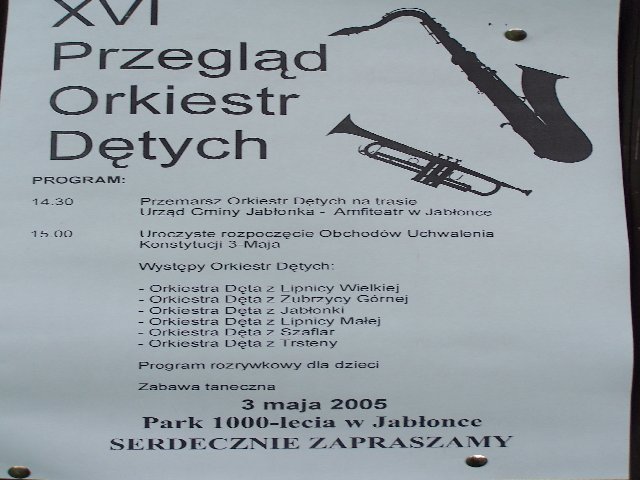 XVI
Przegląd
Orkiestr
Dętych
PROGRAM:
14.30 Przemarsz Orkiestr Dętych na trasie
Urząd Gminy Jabłonka - Amfiteatr w Jabłonce
15.00 Uroczyste rozpoczęcie Obchodów Uchwalenia
Konstytucji 3-Maja
Występy Orkiestr Dętych:
- Orkiestra Dęta z Lipnicy Wielkiej
- Orkiestra Dęta z Zubrzycy Górnej
- Orkiestra Dęta z Jabłonki
- Orkiestra Dęta z Lipnicy Małej
- Orkiestra Dęta z Szaflar
- Orkiestra Dęta z Trsteny
Program rozrywkowy dla dzieci
Zabawa taneczna
3 maja 2005
Park 1000-lecia w Jabłonce
SERDECZNIE ZAPRASZAMY